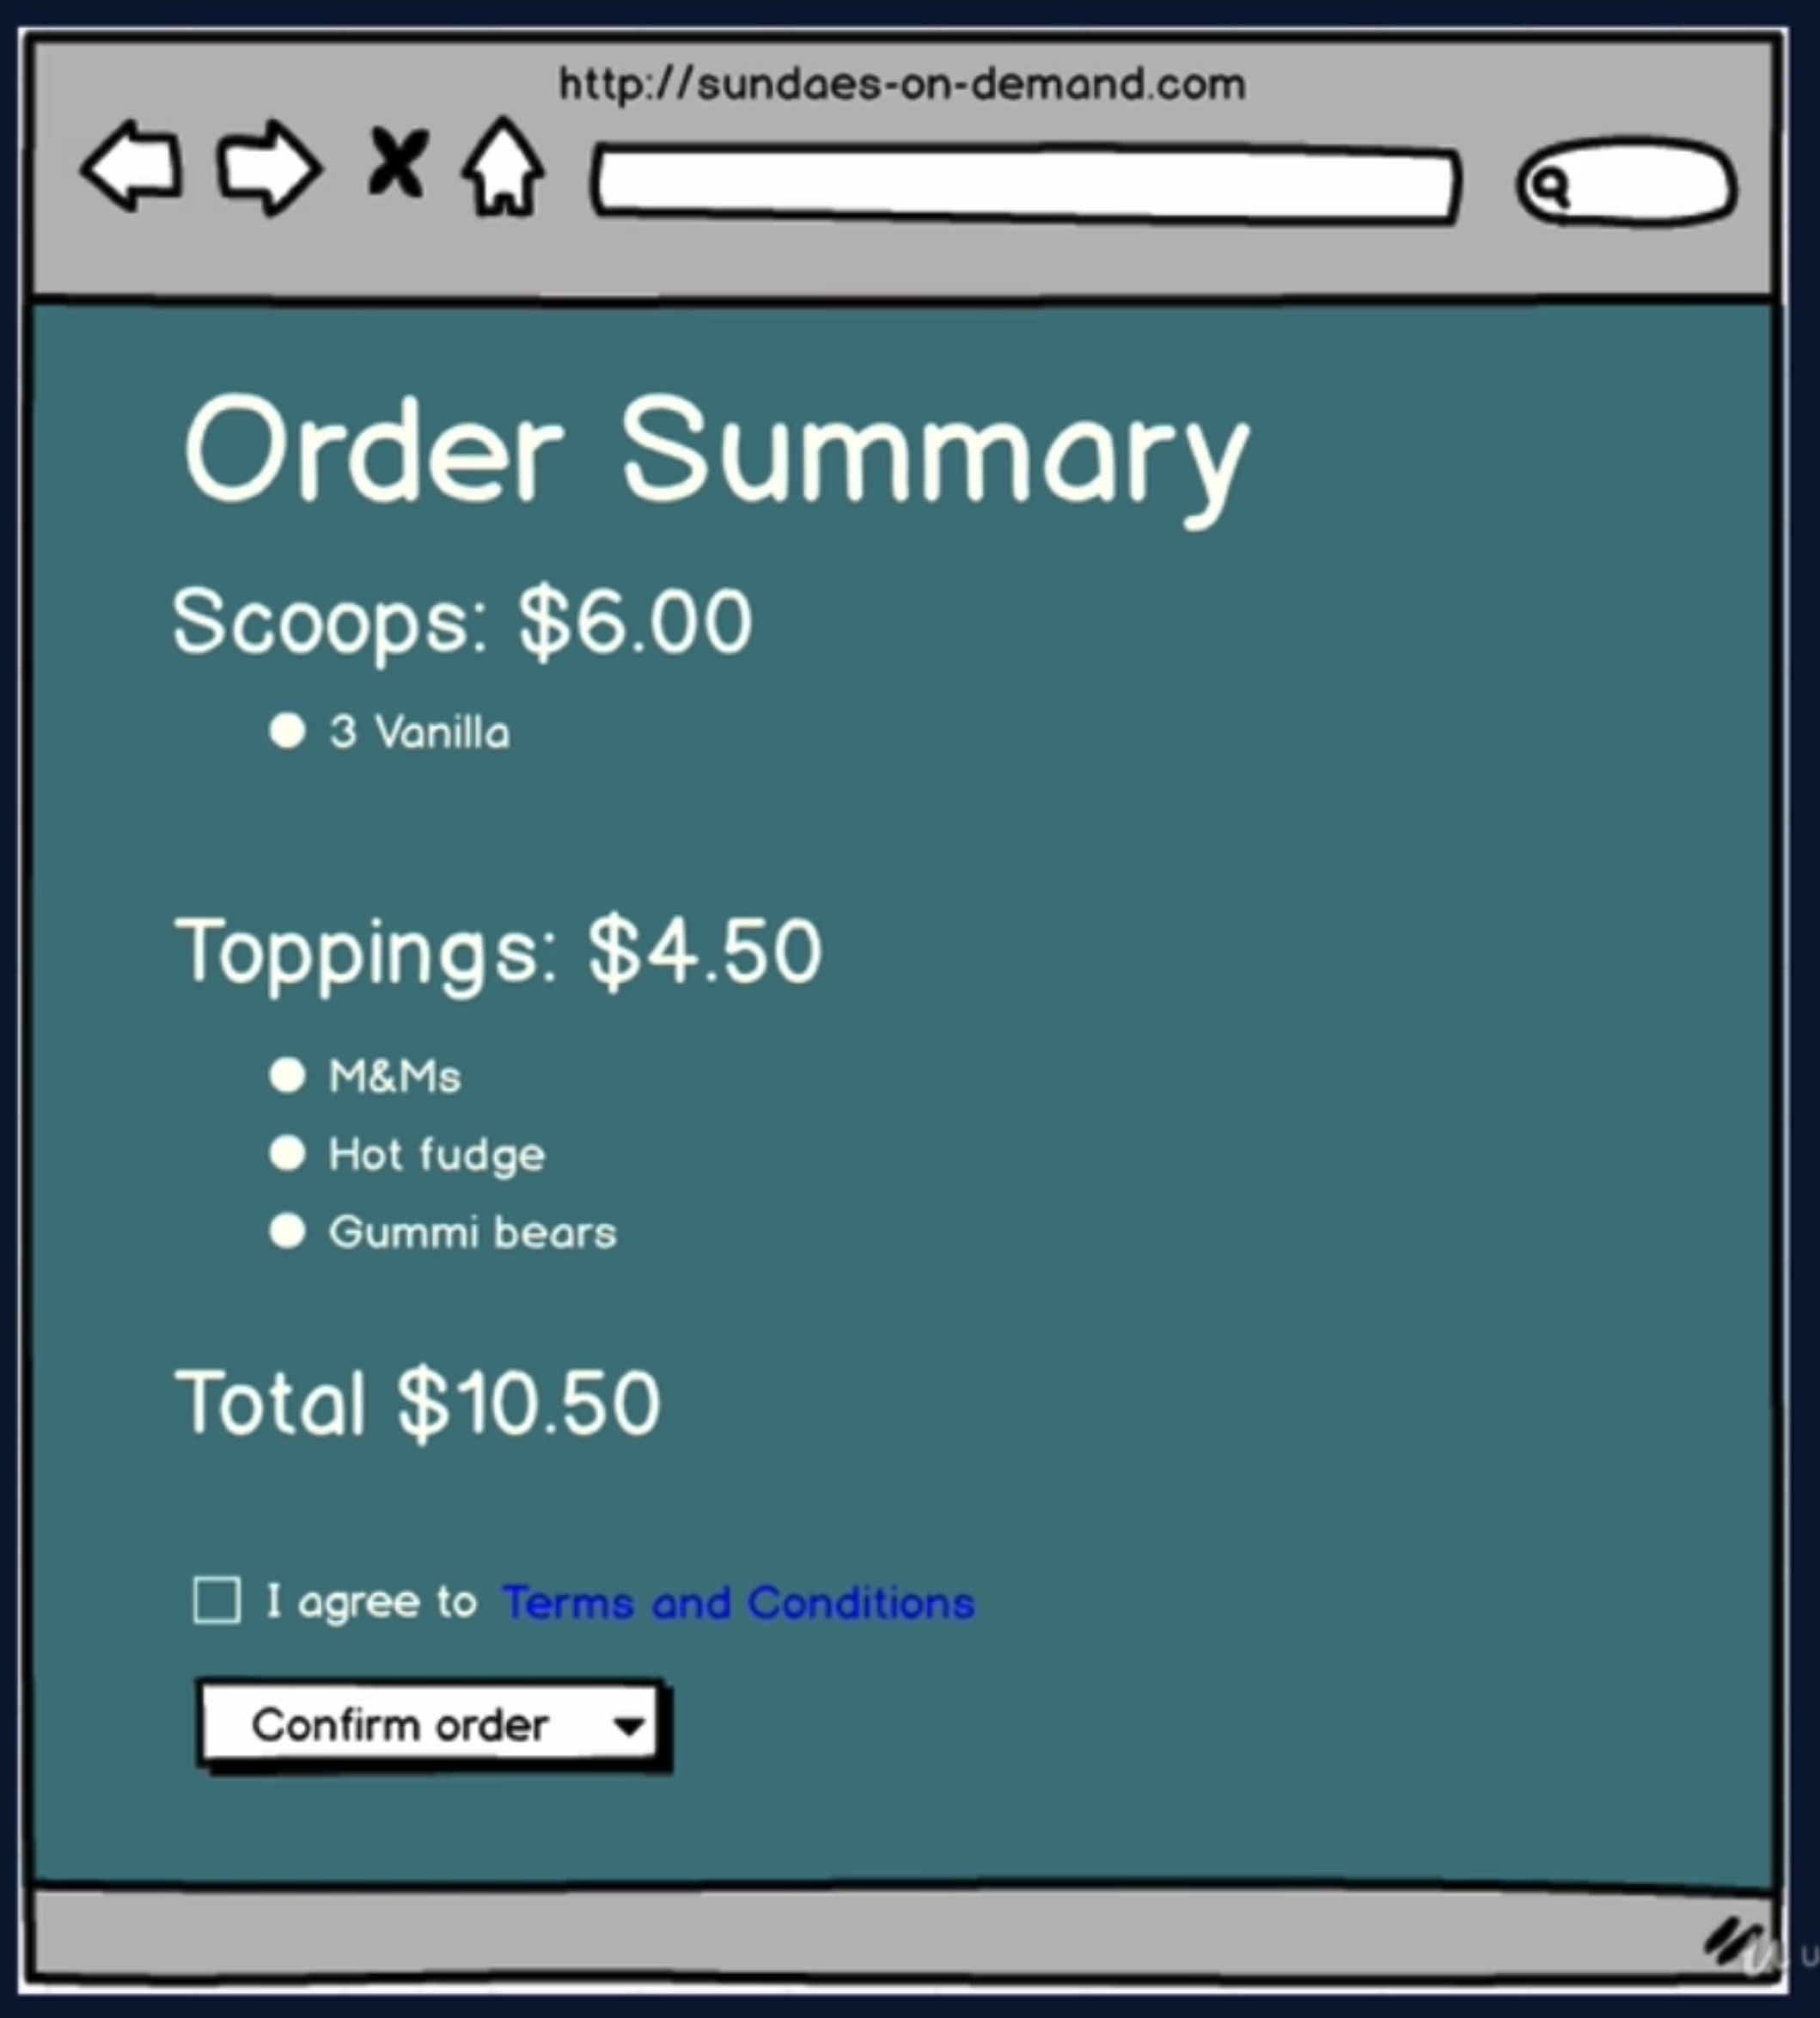 http://sundaes-on-demand.com
Order Summary
Scoops: $6.00
3 Vanilla
Toppings: $4.50
M&Ms
Hot fudge
Gummi bears
Total $10.50
I agree to Terms and Conditions
Confirm order